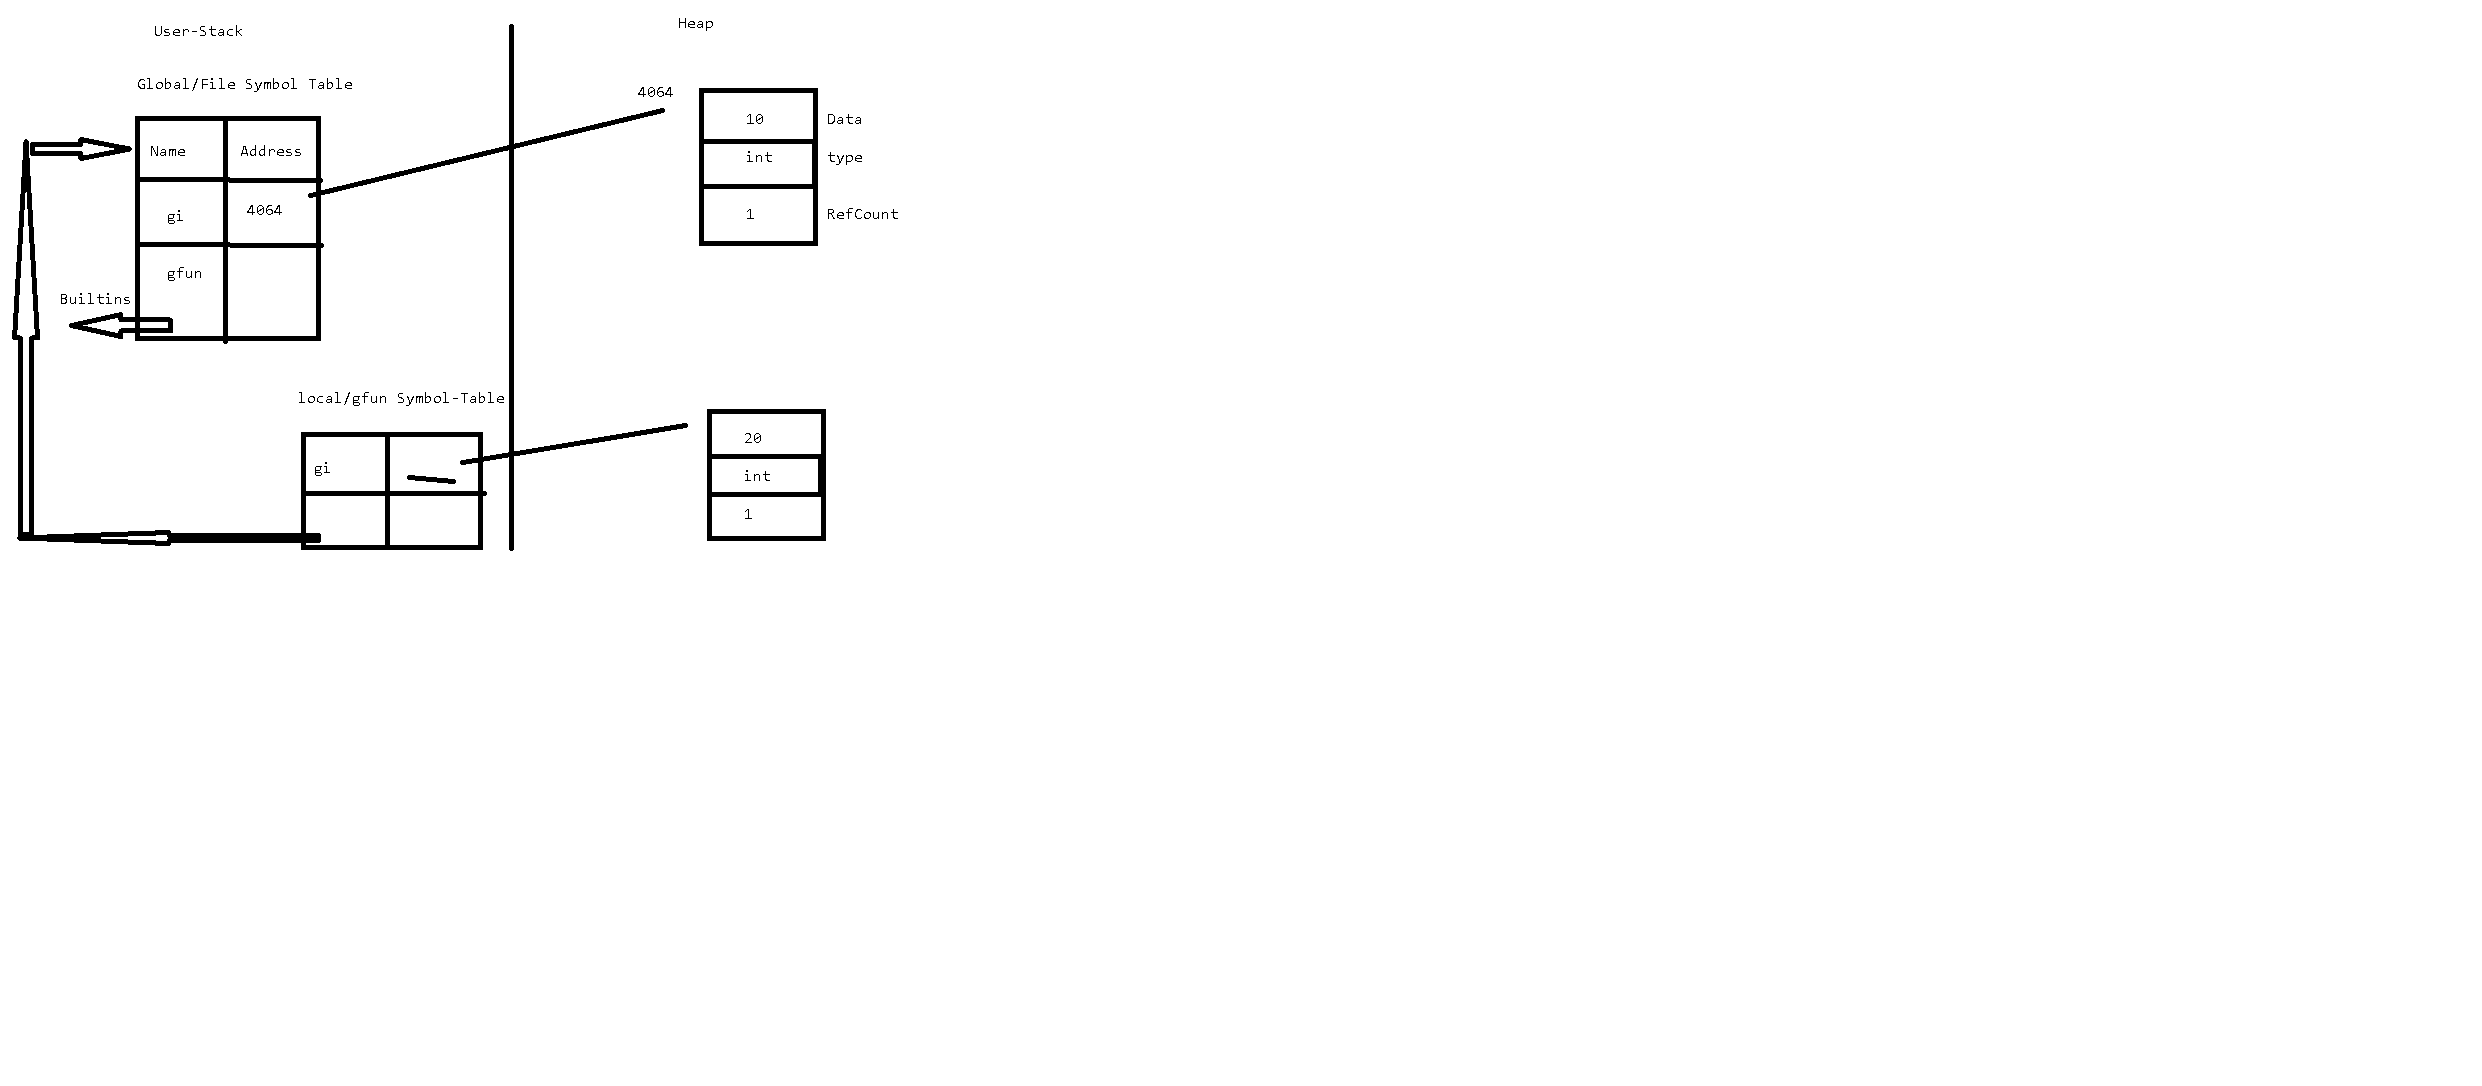 User-Stack
Heap
Global/File Symbol Table
4064
Name
Address
10
Data
int
type
gi
4064
1
RefCount
gfun
Builtins
local/gfun Symbol-Table
gi
20
int
1